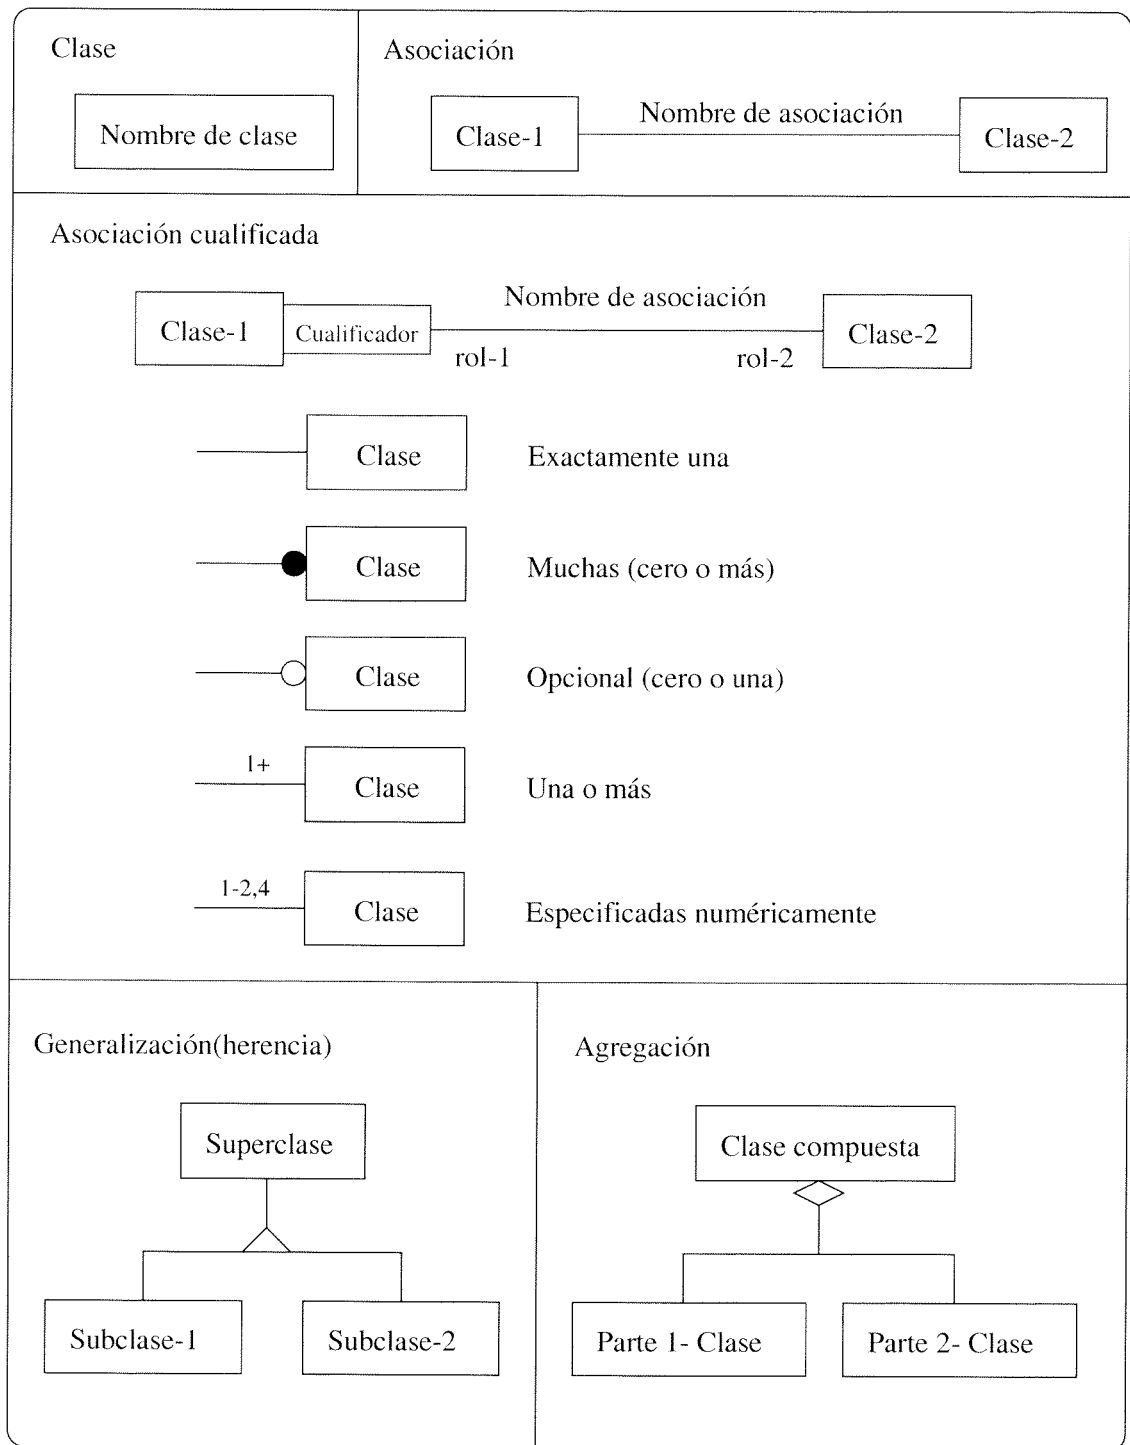 Clase
Asociación
Nombre de clase
Clase-1
Nombre de asociación
Clase-2
Asociación cualificada
Clase-1
Cualificador
Nombre de asociación
rol-1
rol-2
Clase-2
Clase
Exactamente una
Clase
Muchas (cero o más)
Clase
Opcional (cero o una)
1+
Clase
Una o más
1-2,4
Clase
Especificadas numéricamente
Generalización(herencia)
Superclase
Subclase-1
Subclase-2
Agregación
Clase compuesta
Parte 1- Clase
Parte 2- Clase